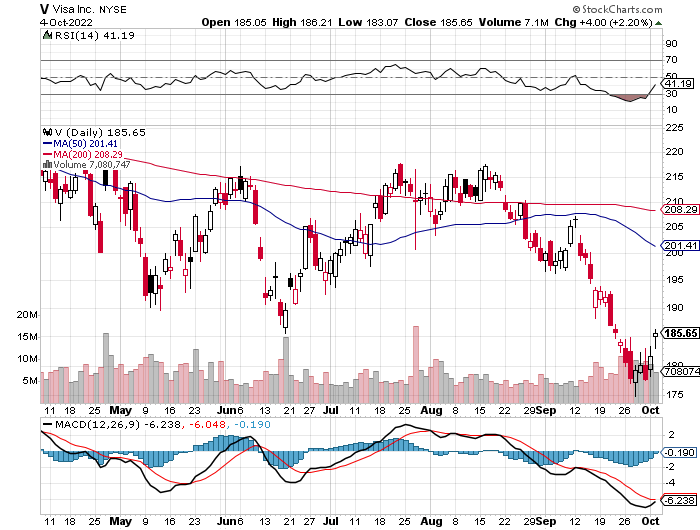 V Visa Inc. NYSE © StockCharts.com
4-Oct-2022 Open 185.05 High 186.21 Low 183.07 Close 185.65 Volume 7.1M Chg +4.00 (+2.20%)
RSI(14) 41.19
90
70
50
41.19
30
10
V (Daily) 185.65
MA(50) 201.41
MA(200) 208.29
Volume 7,080,747
225
220
215
210
208.29
205
201.41
200
195
190
185.65
180
7080747
175
20M
15M
10M
5M
11 18 25 May 9 16 23 Jun 6 13 21 27 Jul 11 18 25 Aug 8 15 22 29 Sep 12 19 26 Oct
MACD(12,26,9) -6.238, -6.048, -0.190
2
-0.190
-2
-4
-6.238
11 18 25 May 9 16 23 Jun 6 13 21 27 Jul 11 18 25 Aug 8 15 22 29 Sep 12 19 26 Oct